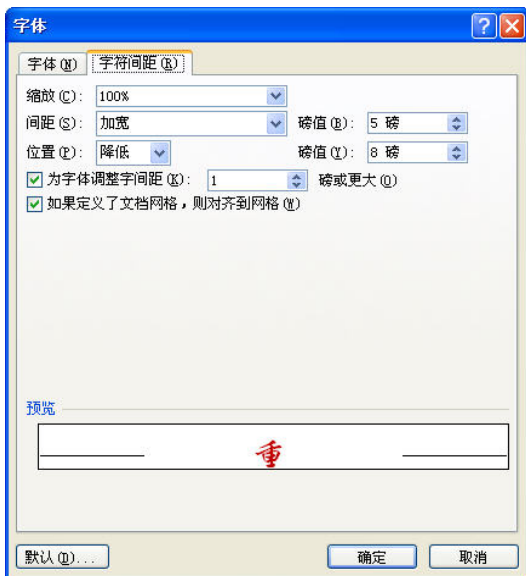 字体
字体(N) 字符间距(R)
缩放(C): 100%
间距(S): 加宽 磅值(B): 5 磅
位置(P): 降低 磅值(Y): 8 磅
为字体调整字间距(K): 1 磅或更大(O)
如果定义了文档网格，则对齐到网格(W)
预览
重
默认(D)... 确定 取消